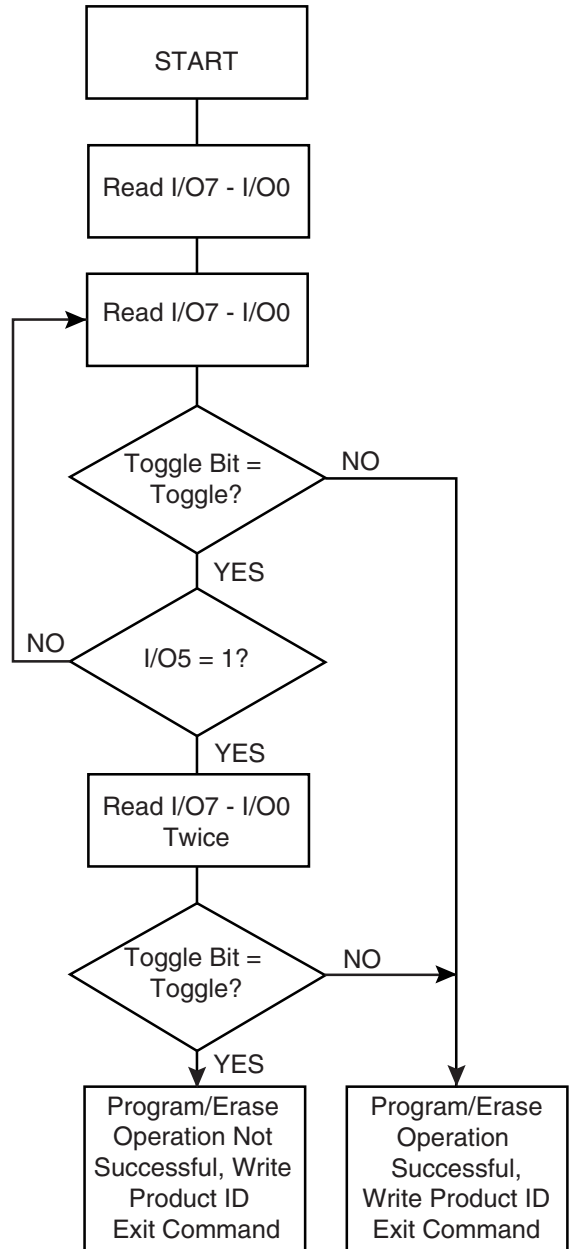 START
Read I/O7 - I/O0
Read I/O7 - I/O0
Toggle Bit =
Toggle?
NO
YES
NO
I/O5 = 1?
YES
Read I/O7 - I/O0
Twice
Toggle Bit =
Toggle?
NO
YES
Program/Erase
Operation Not
Successful, Write
Product ID
Exit Command
Program/Erase
Operation
Successful,
Write Product ID
Exit Command